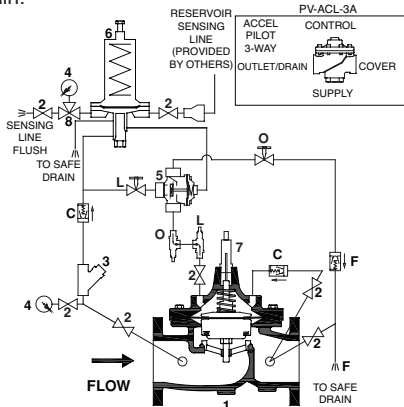 ain.
RESERVOIR
SENSING
LINE
(PROVIDED
BY OTHERS)
PV-ACL-3A
ACCEL
PILOT
3-WAY
CONTROL
OUTLET/DRAIN
COVER
SUPPLY
6
4
2
8
2
SENSING
LINE
FLUSH
TO SAFE
DRAIN
O
L
5
C
O
L
7
2
C
F
3
4
2
2
2
2
F
FLOW
TO SAFE
DRAIN
1